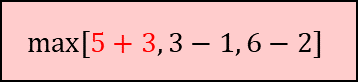 max[5 + 3, 3 − 1, 6 − 2]